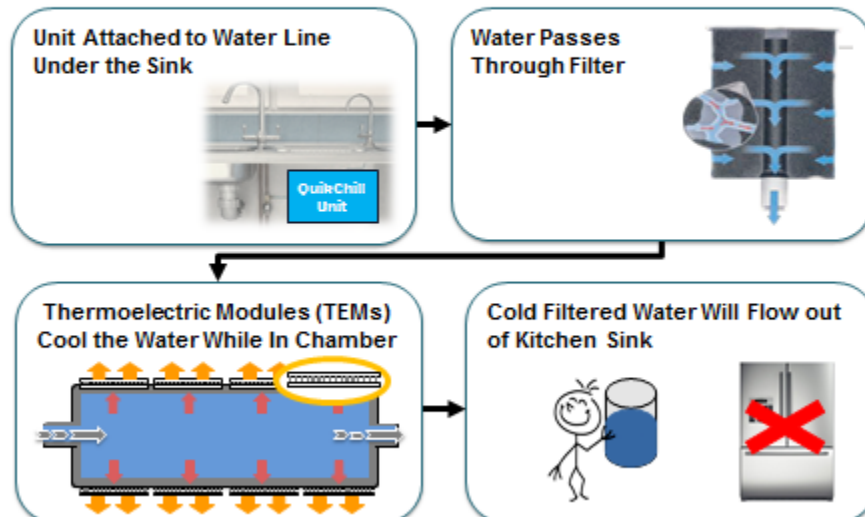 Unit Attached to Water Line
Under the Sink
QuikChill
Unit
Water Passes
Through Filter
Thermoelectric Modules (TEMs)
Cool the Water While In Chamber
Cold Filtered Water Will Flow out
of Kitchen Sink